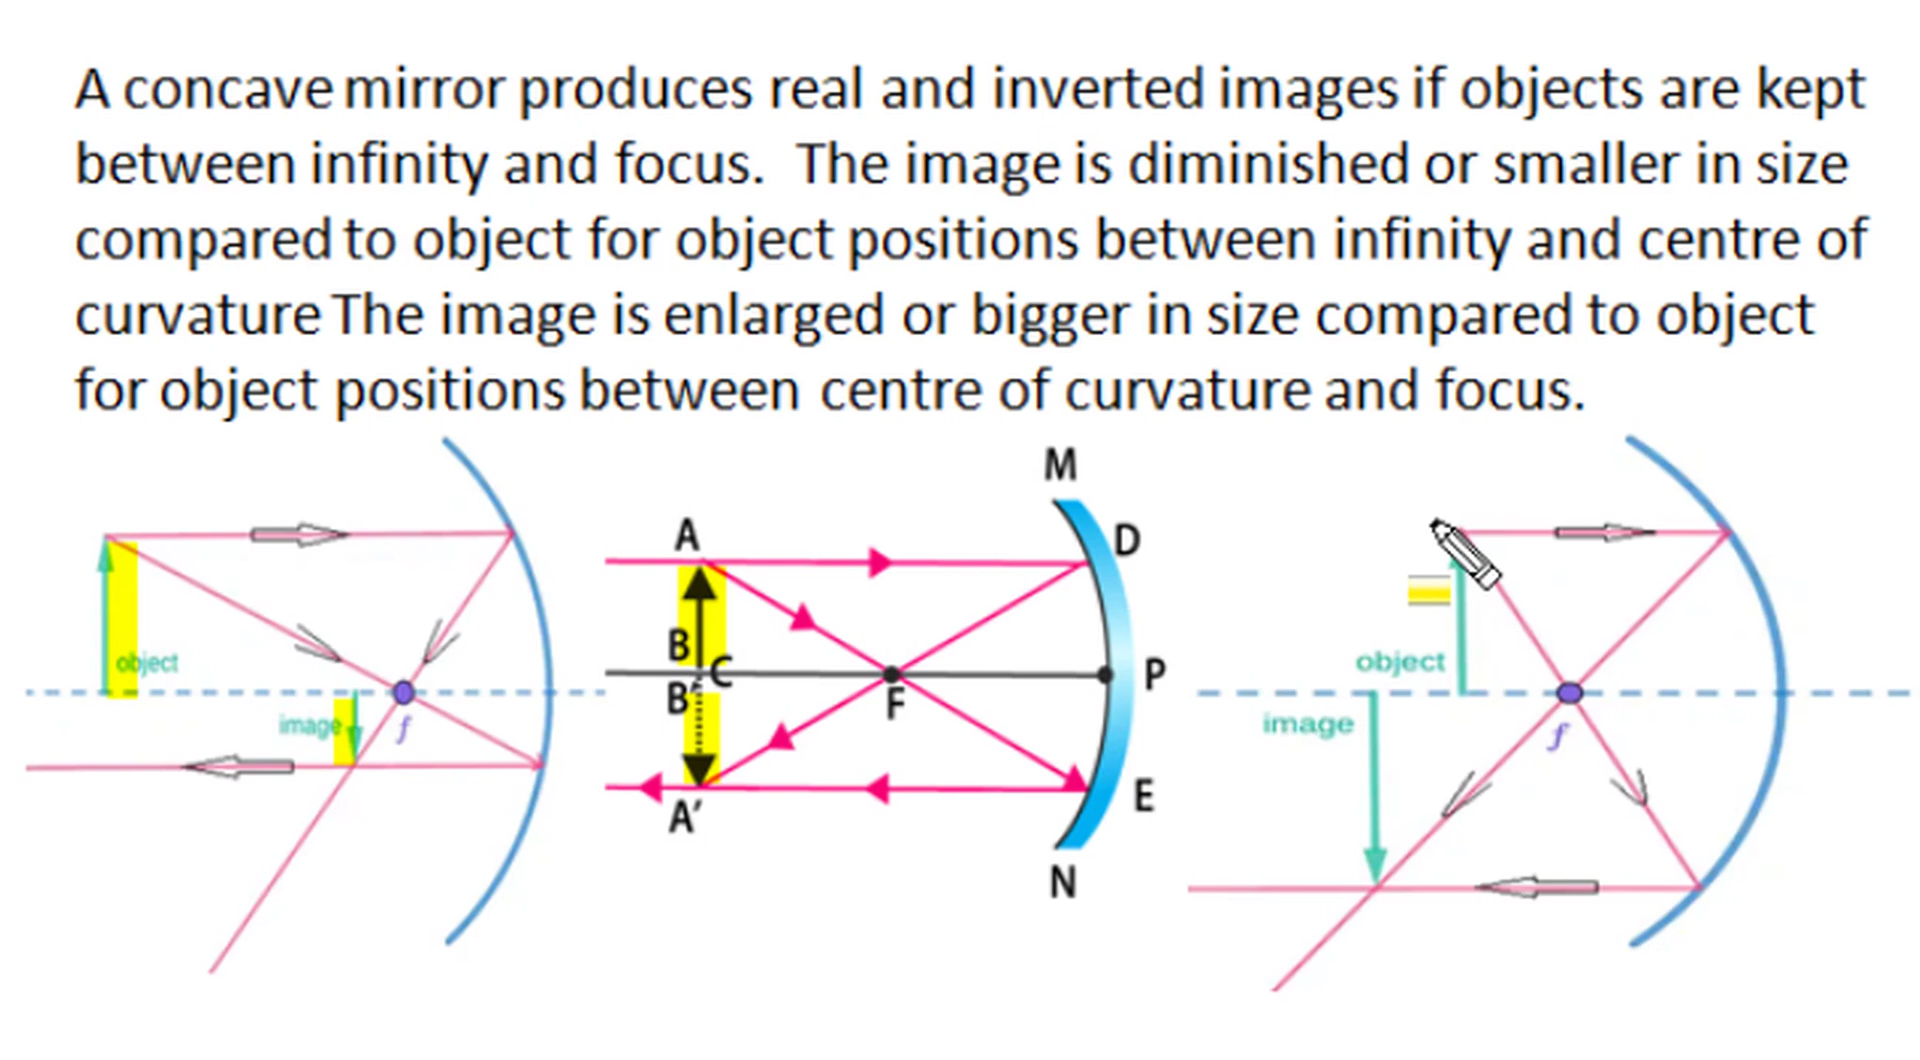 A concave mirror produces real and inverted images if objects are kept
between infinity and focus. The image is diminished or smaller in size
compared to object for object positions between infinity and centre of
curvature The image is enlarged or bigger in size compared to object
for object positions between centre of curvature and focus.
object
image
f
M
A
D
B
C
P
B'
F
A'
E
N
object
image
f